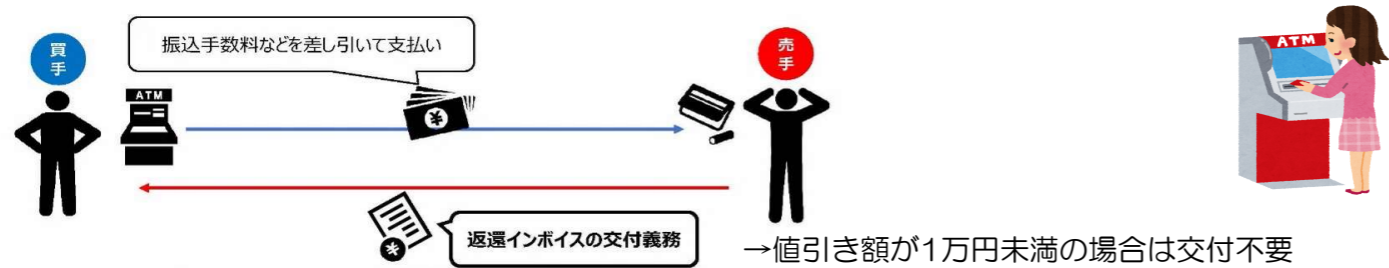 買手
振込手数料などを差し引いて支払い
売手
ATM
ATM
¥
¥
返還インボイスの交付義務
→値引き額が1万円未満の場合は交付不要